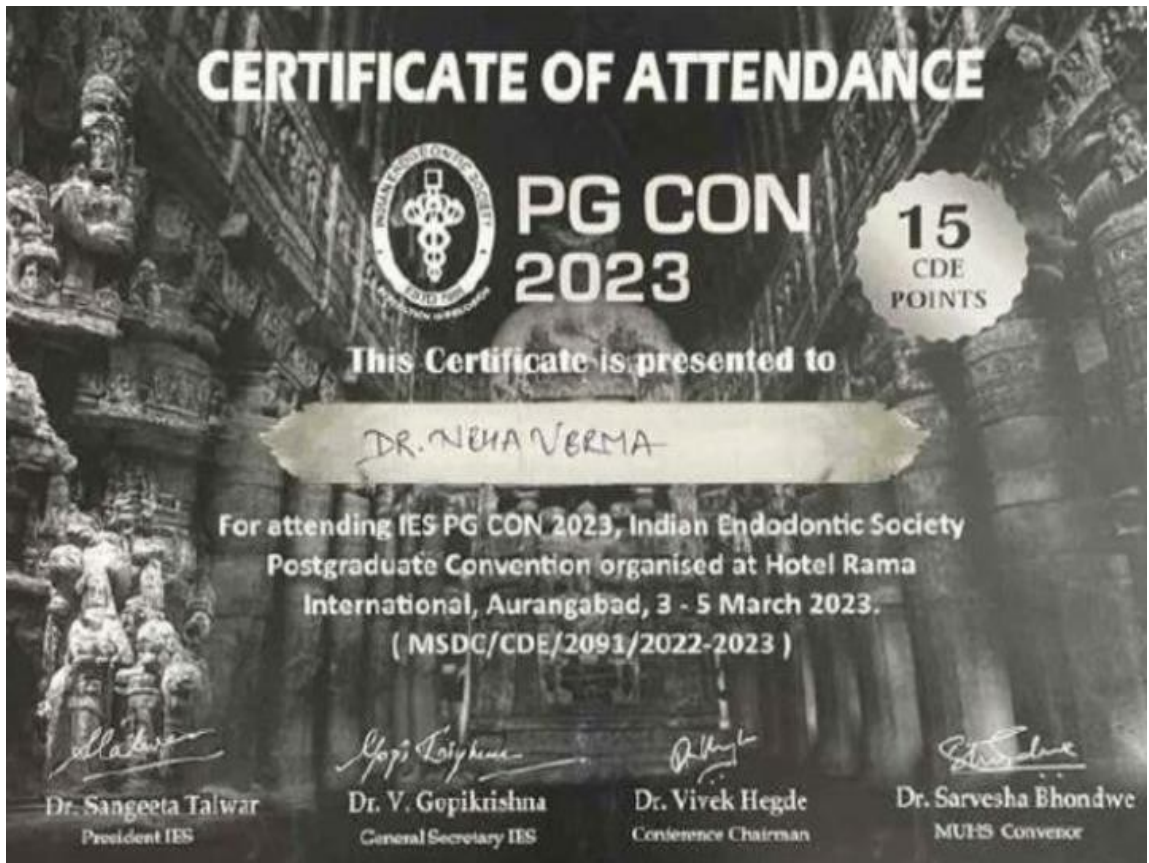 CERTIFICATE OF ATTENDANCE
INDIAN ENDODONTIC SOCIETY
PG CON
2023
15
CDE
POINTS
This Certificate is presented to
DR. NEHA VERMA
For attending IES PG CON 2023, Indian Endodontic Society
Postgraduate Convention organised at Hotel Rama
International, Aurangabad, 3 - 5 March 2023.
( MSDC/CDE/2091/2022-2023 )
Dr. Sangeeta Talwar
President IES
Dr. V. Gopikrishna
General Secretary IES
Dr. Vivek Hegde
Conference Chairman
Dr. Sarvesha Bhondwe
MUHS Convenor